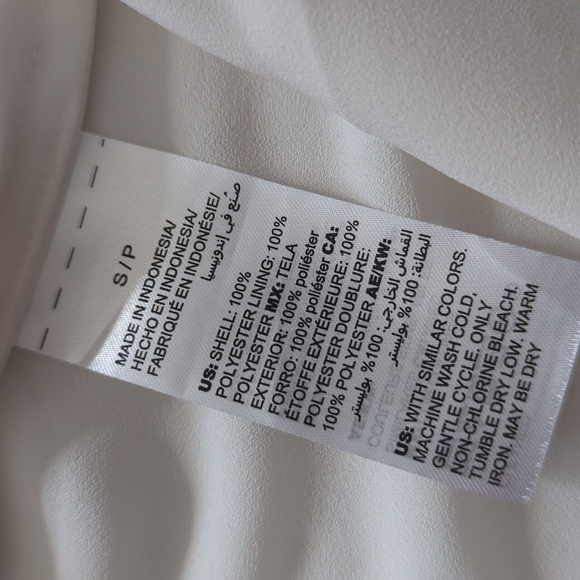 S / P
MADE IN INDONESIA/
HECHO EN INDONESIA/
FABRIQUÉ EN INDONÉSIE/
صُنع في إندونيسيا
US: SHELL: 100%
POLYESTER LINING: 100%
POLYESTER MX: TELA
EXTERIOR: 100% poliéster
FORRO: 100% poliéster CA:
ÉTOFFE EXTÉRIEURE: 100%
POLYESTER DOUBLURE:
100% POLYESTER AE/KW:
القماش الخارجي: 100% بوليستر
البطانة: 100% بوليستر
US: WITH SIMILAR COLORS.
MACHINE WASH COLD,
GENTLE CYCLE. ONLY
NON-CHLORINE BLEACH.
TUMBLE DRY LOW. WARM
IRON. MAY BE DRY